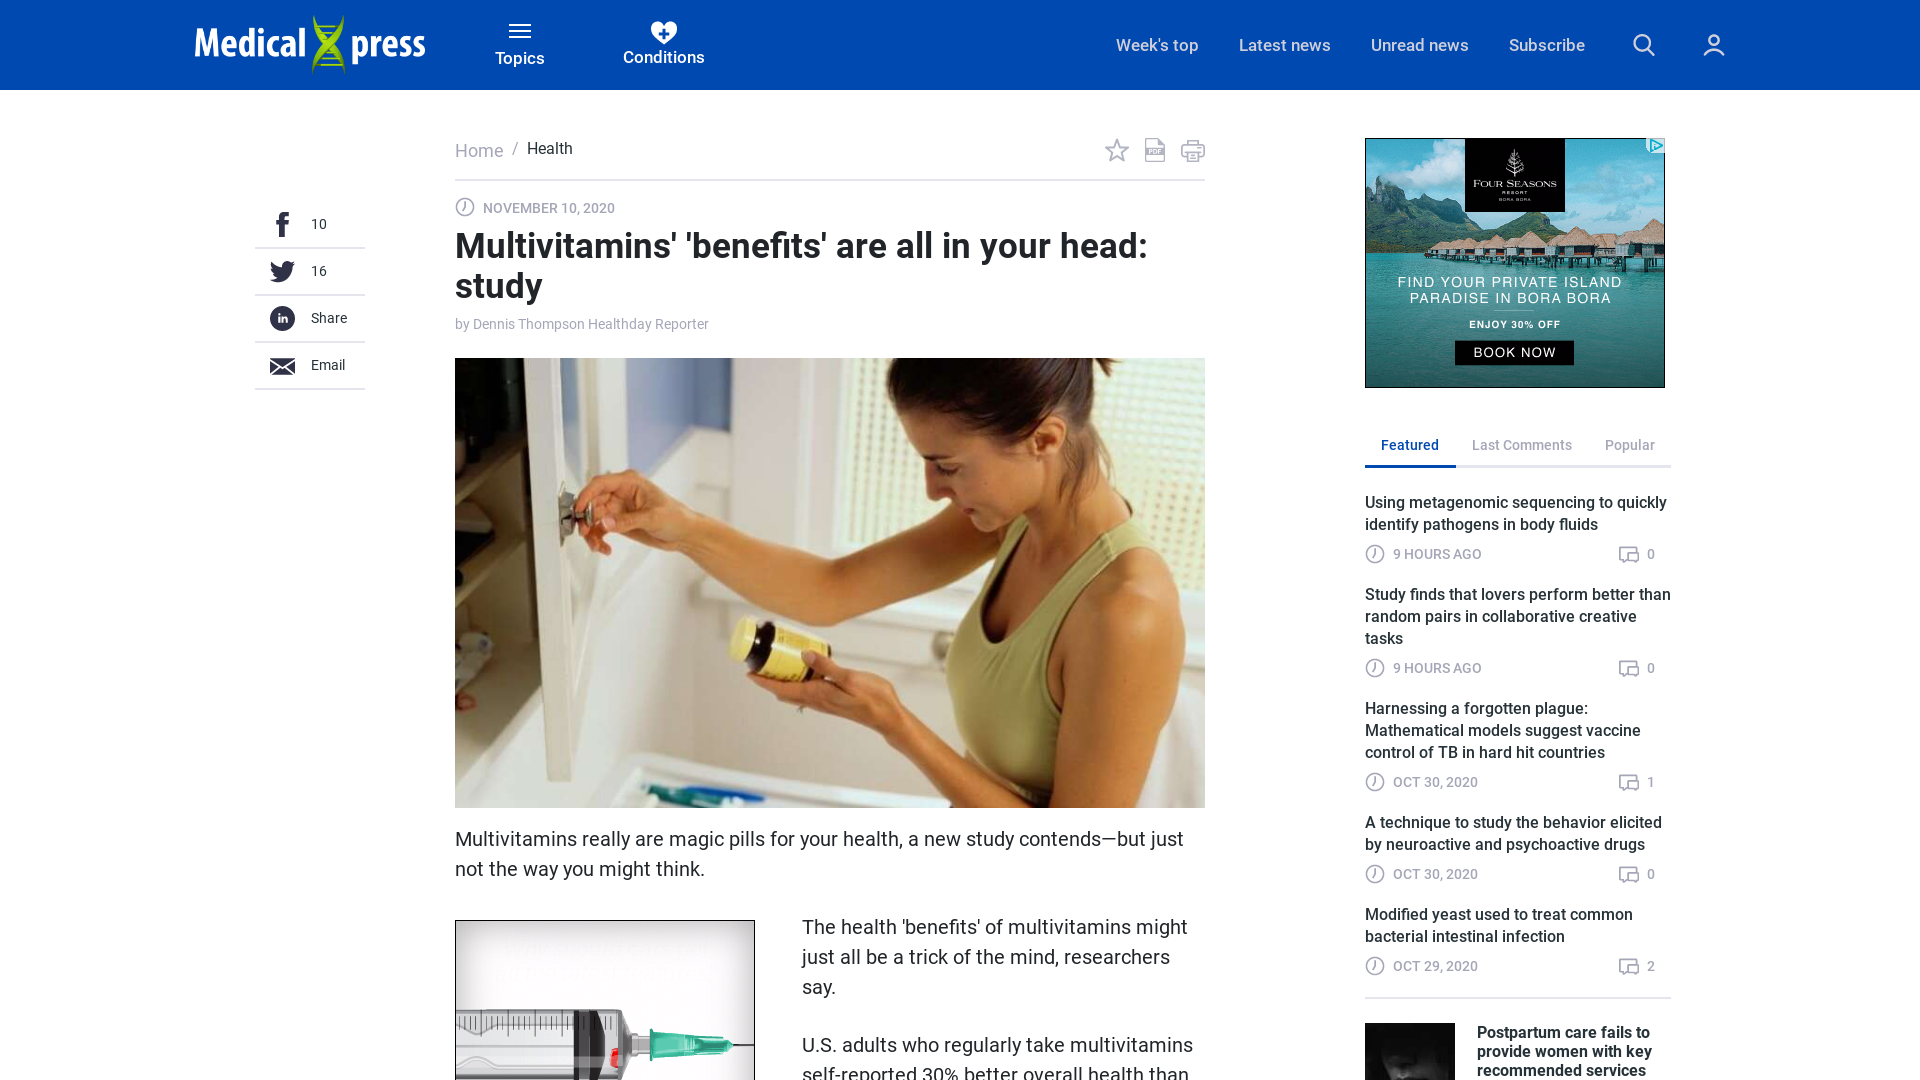 Medical press
Topics
Conditions
Week's top
Latest news
Unread news
Subscribe
Home / Health
PDF
10
16
in Share
Email
NOVEMBER 10, 2020
Multivitamins' 'benefits' are all in your head:
study
by Dennis Thompson Healthday Reporter
Multivitamins really are magic pills for your health, a new study contends—but just
not the way you might think.
The health 'benefits' of multivitamins might
just all be a trick of the mind, researchers
say.
U.S. adults who regularly take multivitamins
self-reported 30% better overall health than
FOUR SEASONS
RESORT
BORA BORA
FIND YOUR PRIVATE ISLAND
PARADISE IN BORA BORA
ENJOY 30% OFF
BOOK NOW
Featured
Last Comments
Popular
Using metagenomic sequencing to quickly
identify pathogens in body fluids
9 HOURS AGO
0
Study finds that lovers perform better than
random pairs in collaborative creative
tasks
9 HOURS AGO
0
Harnessing a forgotten plague:
Mathematical models suggest vaccine
control of TB in hard hit countries
OCT 30, 2020
1
A technique to study the behavior elicited
by neuroactive and psychoactive drugs
OCT 30, 2020
0
Modified yeast used to treat common
bacterial intestinal infection
OCT 29, 2020
2
Postpartum care fails to
provide women with key
recommended services